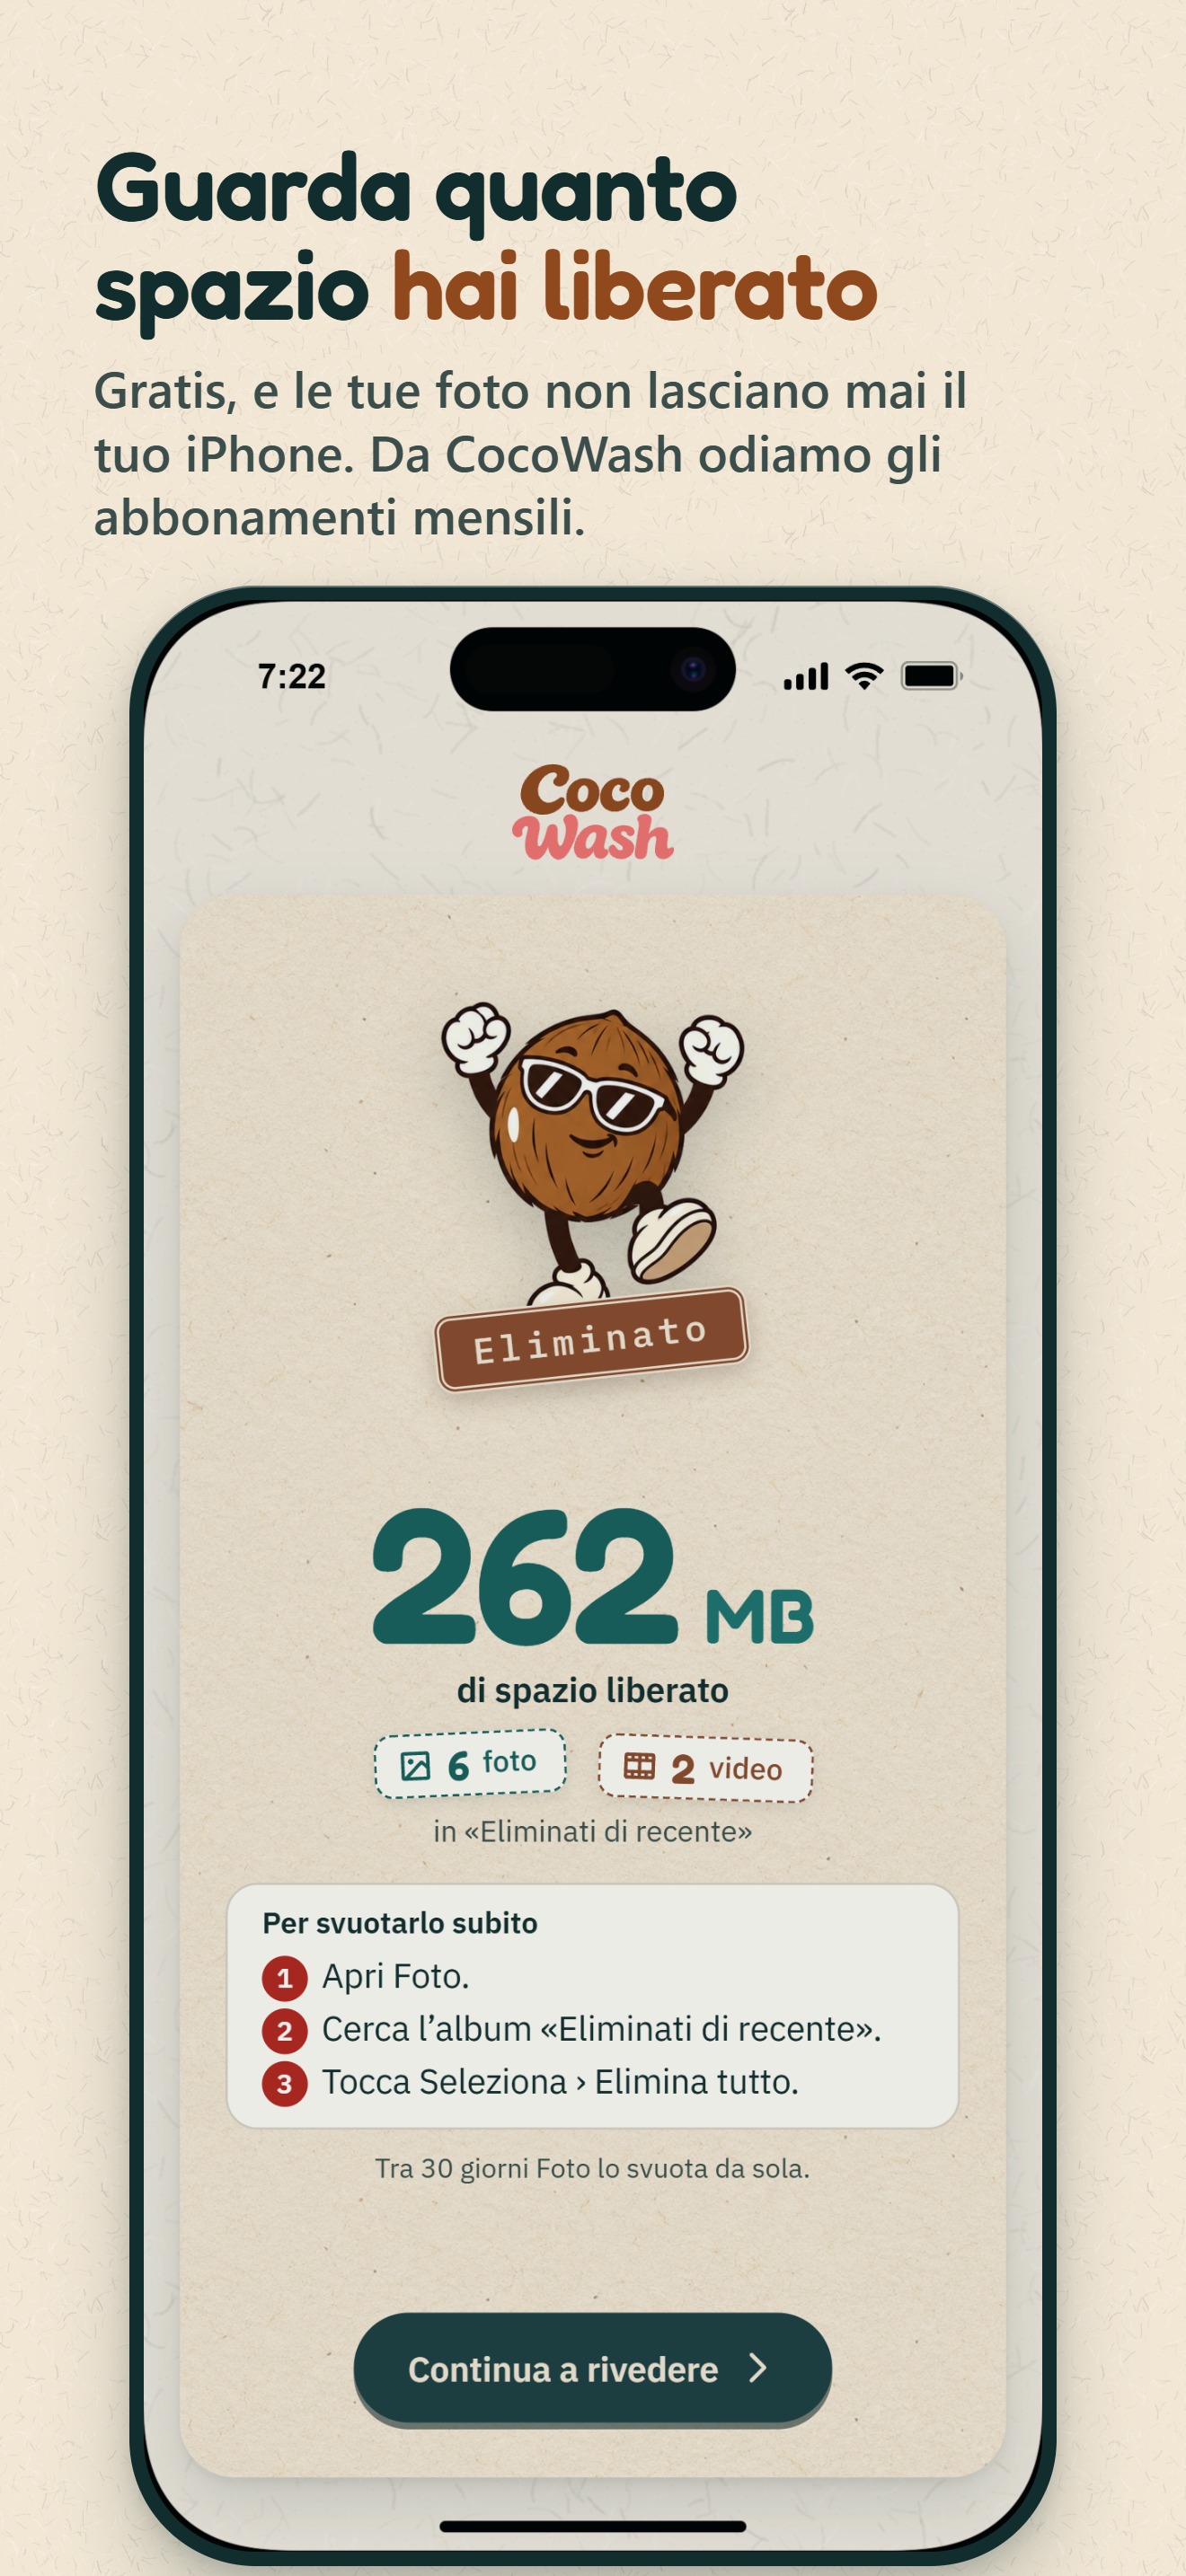 Guarda quanto
spazio hai liberato
Gratis, e le tue foto non lasciano mai il
tuo iPhone. Da CocoWash odiamo gli
abbonamenti mensili.
7:22
Coco
Wash
Eliminato
262 MB
di spazio liberato
6 foto
2 video
in «Eliminati di recente»
Per svuotarlo subito
1 Apri Foto.
2 Cerca l’album «Eliminati di recente».
3 Tocca Seleziona › Elimina tutto.
Tra 30 giorni Foto lo svuota da sola.
Continua a rivedere